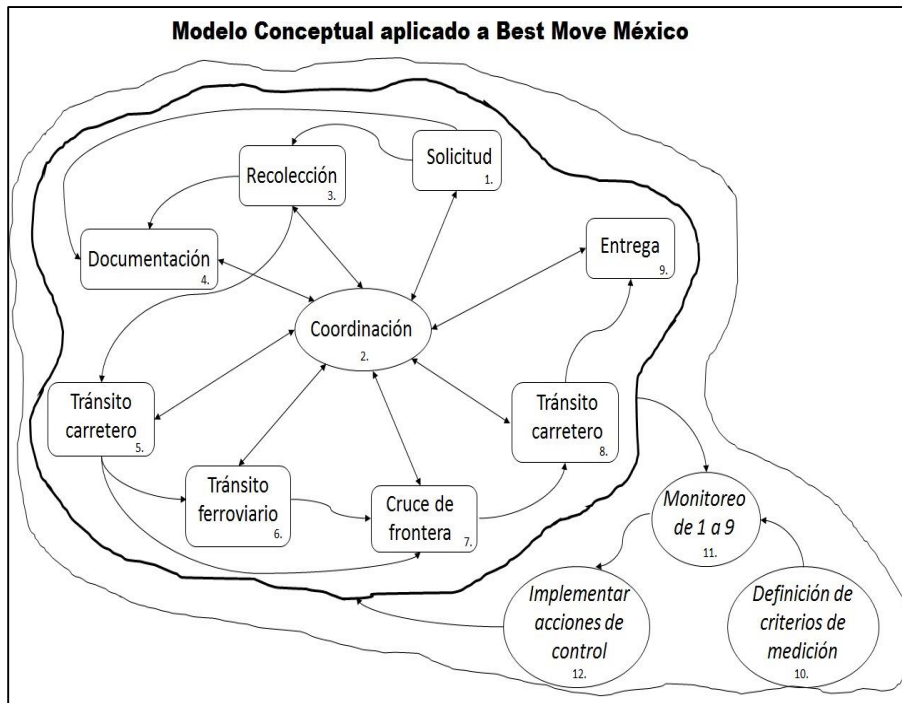 Modelo Conceptual aplicado a Best Move México
Solicitud
1.
Recolección
3.
Documentación
4.
Entrega
9.
Coordinación
2.
Tránsito
carretero
5.
Tránsito
ferroviario
6.
Cruce de
frontera
7.
Tránsito
carretero
8.
Monitoreo
de 1 a 9
11.
Implementar
acciones de
control
12.
Definición de
criterios de
medición
10.